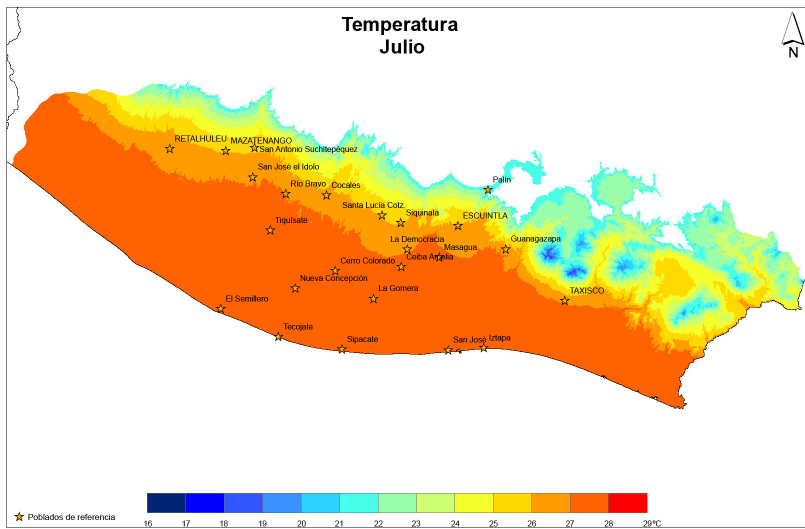 Temperatura
Julio
N
RETALHULEU
MAZATENANGO
San Antonio Suchitepéquez
San José el Idolo
Palín
Río Bravo
Cocales
Santa Lucía Cotz.
Siquinalá
ESCUINTLA
Tiquisate
La Democracia
Masagua
Guanagazapa
Cerro Colorado
Ceiba Amelia
Nueva Concepción
La Gomera
TAXISCO
El Semillero
Tecojate
Sipacate
San José
Iztapa
Poblados de referencia
16 17 18 19 20 21 22 23 24 25 26 27 28 29ºC